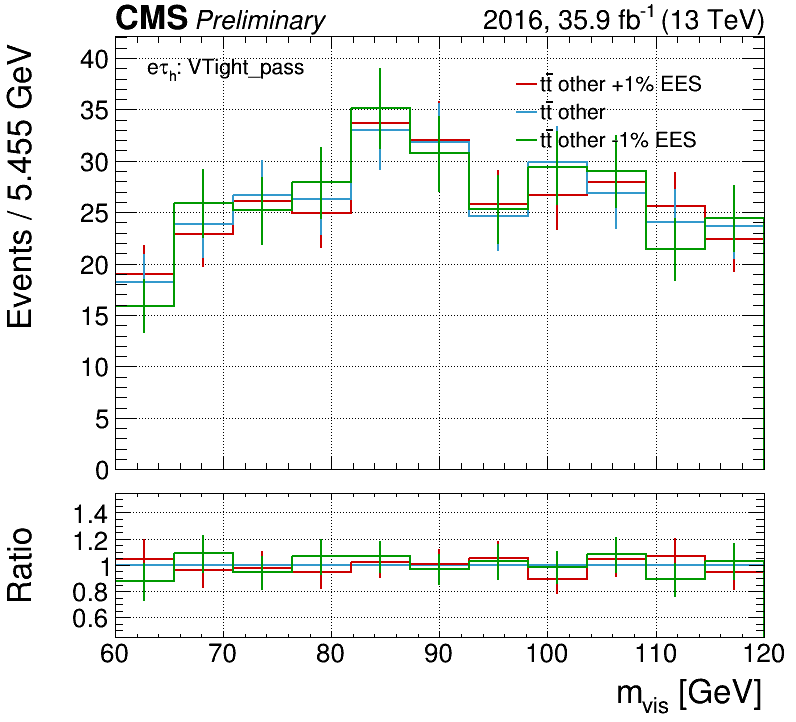 CMS Preliminary 2016, 35.9 fb⁻¹ (13 TeV)
eτₕ: VTight_pass
tt̄ other +1% EES
tt̄ other
tt̄ other -1% EES
Events / 5.455 GeV
40
35
30
25
20
15
10
5
0
Ratio
1.4
1.2
1
0.8
0.6
60 70 80 90 100 110 120
m_vis [GeV]